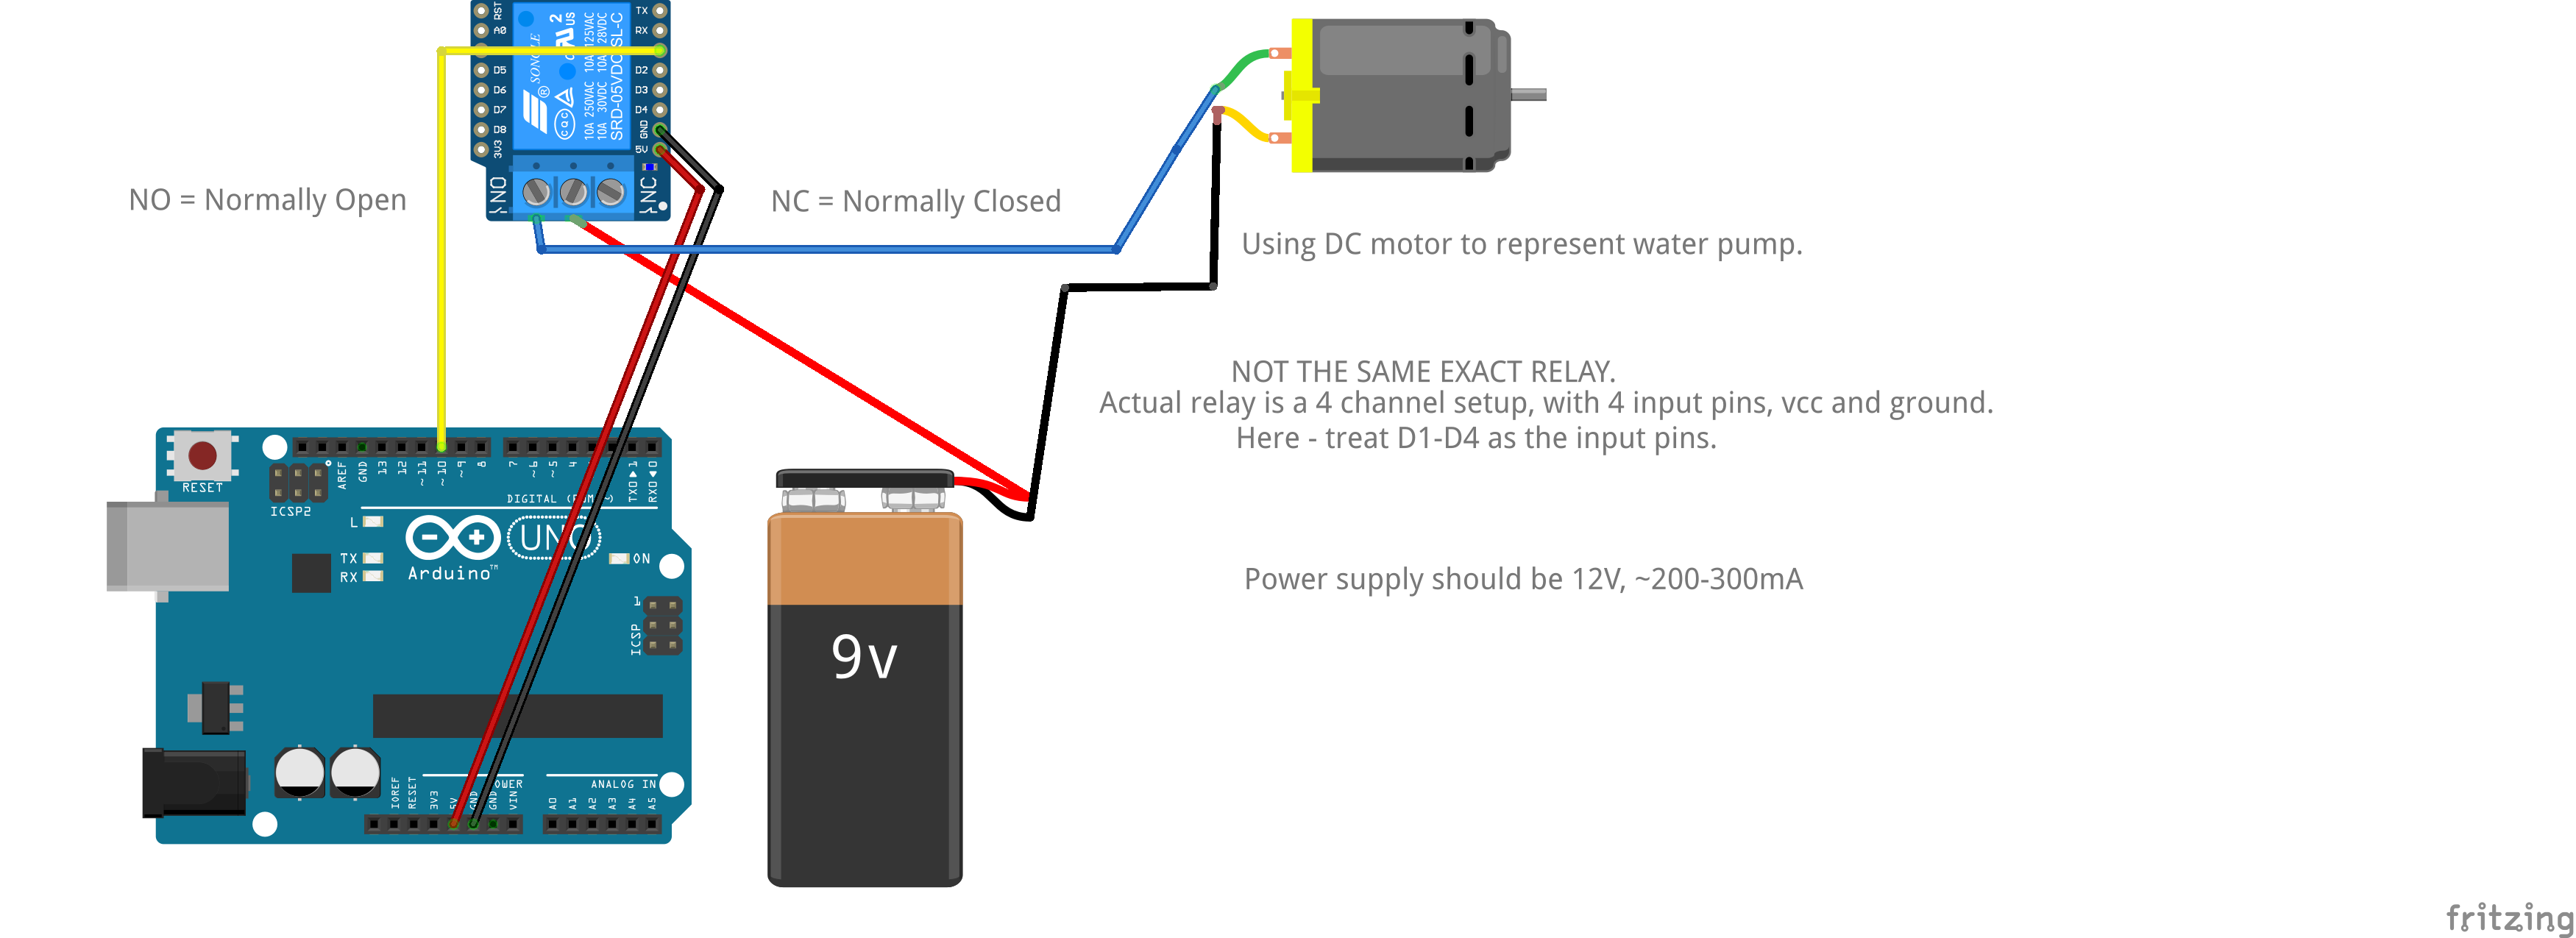 RST
TX
A0
RX
D5
D2
D6
D3
D7
D4
D8
GND
3V3
5V
SONGLE
®
c
US
2
10A 250VAC 10A 125VAC
10A 30VDC 10A 28VDC
SRD-05VDC-SL-C
cqc
NO
NC
NO = Normally Open
NC = Normally Closed
Using DC motor to represent water pump.
NOT THE SAME EXACT RELAY.
Actual relay is a 4 channel setup, with 4 input pins, vcc and ground.
Here - treat D1-D4 as the input pins.
Power supply should be 12V, ~200-300mA
RESET
ICSP2
AREF
GND
13
12
~11
~10
~9
8
7
~6
~5
4
TX0▶1
RX0◀0
DIGITAL
L
TX
RX
UNO
Arduino™
ON
1
ICSP
IOREF
RESET
3V3
5V
GND
GND
VIN
POWER
ANALOG IN
A0
A1
A2
A3
A4
A5
9v
fritzing